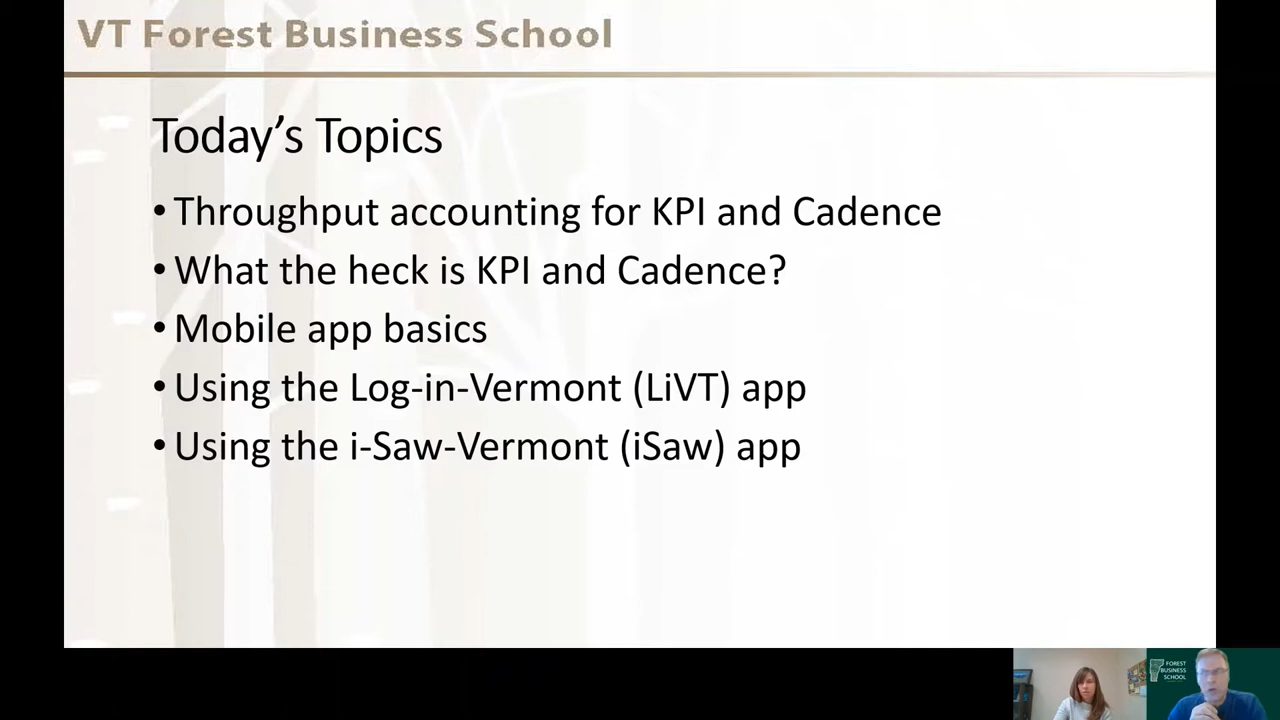 VT Forest Business School
Today's Topics
• Throughput accounting for KPI and Cadence
• What the heck is KPI and Cadence?
• Mobile app basics
• Using the Log-in-Vermont (LiVT) app
• Using the i-Saw-Vermont (iSaw) app
FOREST
BUSINESS
SCHOOL